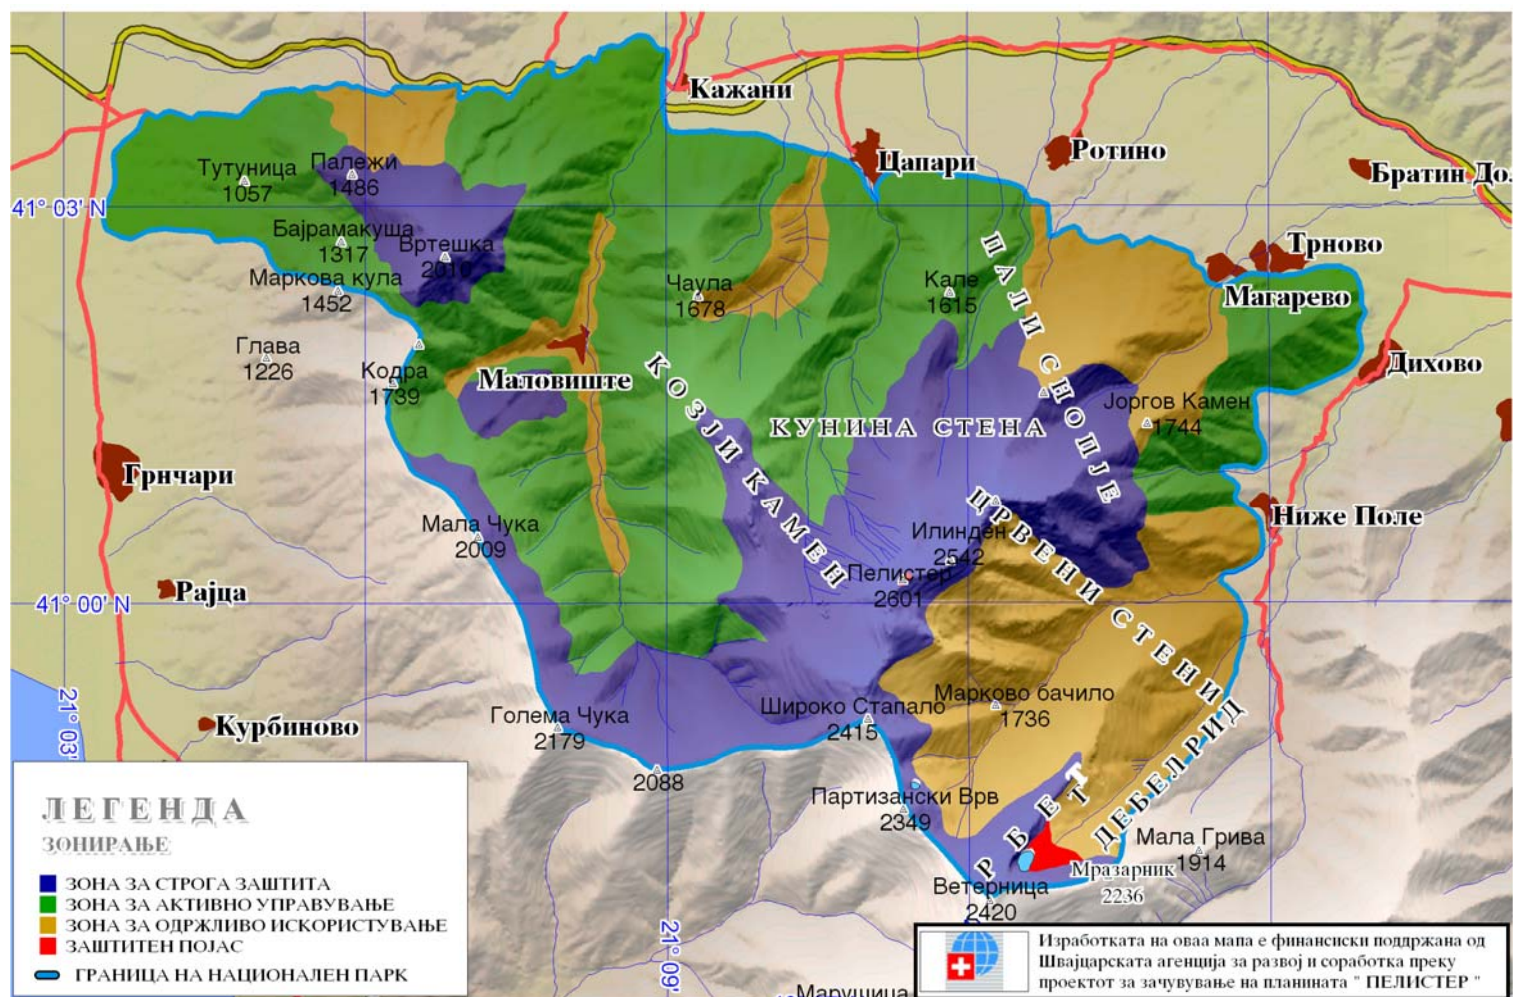 Кажани
Цапари
Ротино
Братин До
Тутуница
1057
Палежи
1486
41° 03' N
Бајрамакуша
1317
Вртешка
2010
Трново
Магарево
Маркова кула
1452
Чаула
1678
Кале
1615
ПАЛИ СНОПЈЕ
Глава
1226
Кодра
1739
Маловиште
Дихово
КОЗЈИ КАМЕН
КУНИНА СТЕНА
Јоргов Камен
1744
Грнчари
Мала Чука
2009
Илинден
2542
ЦРВЕНИ СТЕНИ
Ниже Поле
Пелистер
2601
Рајца
41° 00' N
21° 03'
Курбиново
Голема Чука
2179
Широко Стапало
2415
Марково бачило
1736
2088
Партизански Врв
2349
РБЕТ
ДЕБЕЛ РИД
Мала Грива
1914
Мразарник
2236
Ветерница
2420
21° 09'
Марушица
ЛЕГЕНДА
ЗОНИРАЊЕ
ЗОНА ЗА СТРОГА ЗАШТИТА
ЗОНА ЗА АКТИВНО УПРАВУВАЊЕ
ЗОНА ЗА ОДРЖЛИВО ИСКОРИСТУВАЊЕ
ЗАШТИТЕН ПОЈАС
ГРАНИЦА НА НАЦИОНАЛЕН ПАРК
Изработката на оваа мапа е финансиски поддржана од
Швајцарската агенција за развој и соработка преку
проектот за зачувување на планината " ПЕЛИСТЕР "